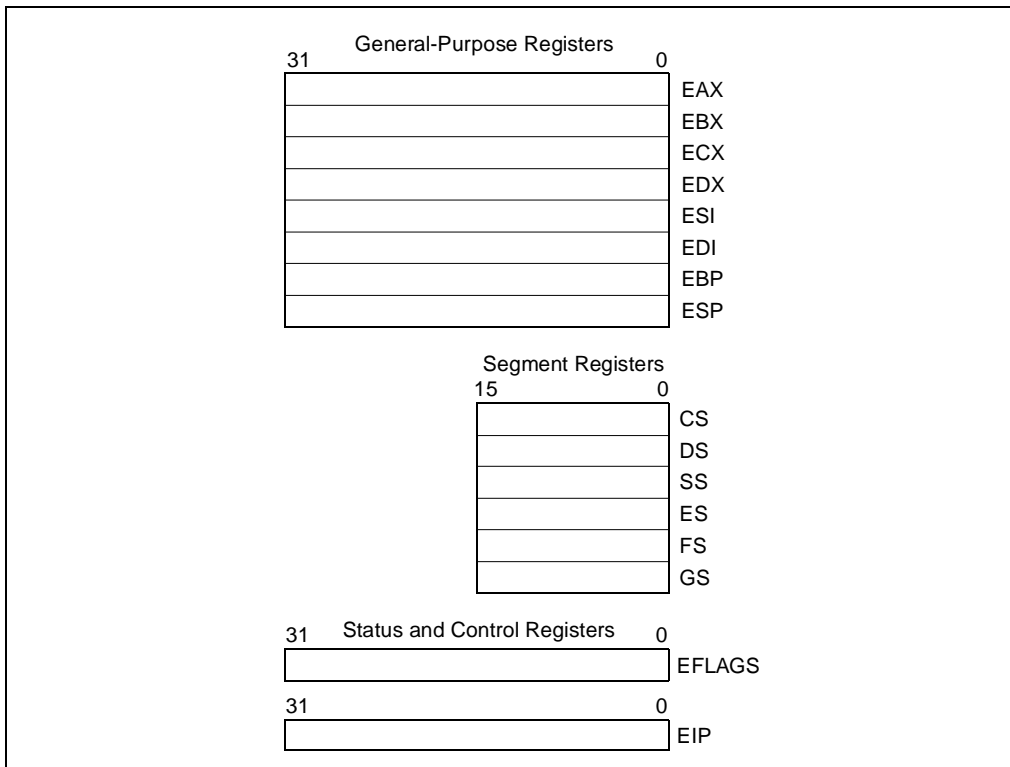 General-Purpose Registers
31 0
EAX
EBX
ECX
EDX
ESI
EDI
EBP
ESP
Segment Registers
15 0
CS
DS
SS
ES
FS
GS
Status and Control Registers
31 0
EFLAGS
31 0
EIP